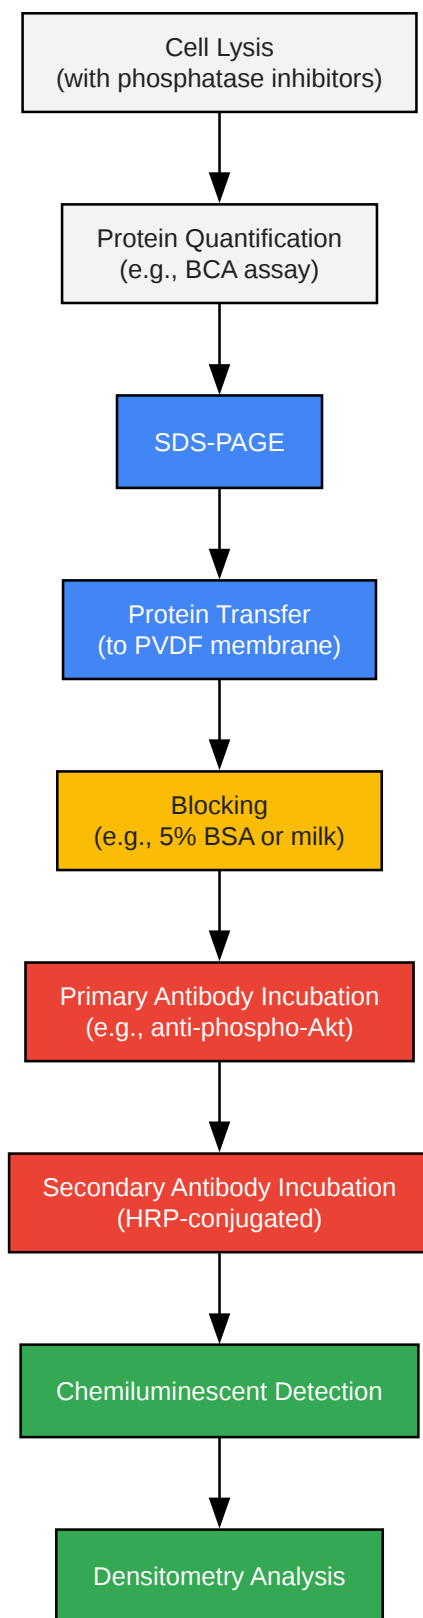 Cell Lysis
(with phosphatase inhibitors)
Protein Quantification
(e.g., BCA assay)
SDS-PAGE
Protein Transfer
(to PVDF membrane)
Blocking
(e.g., 5% BSA or milk)
Primary Antibody Incubation
(e.g., anti-phospho-Akt)
Secondary Antibody Incubation
(HRP-conjugated)
Chemiluminescent Detection
Densitometry Analysis